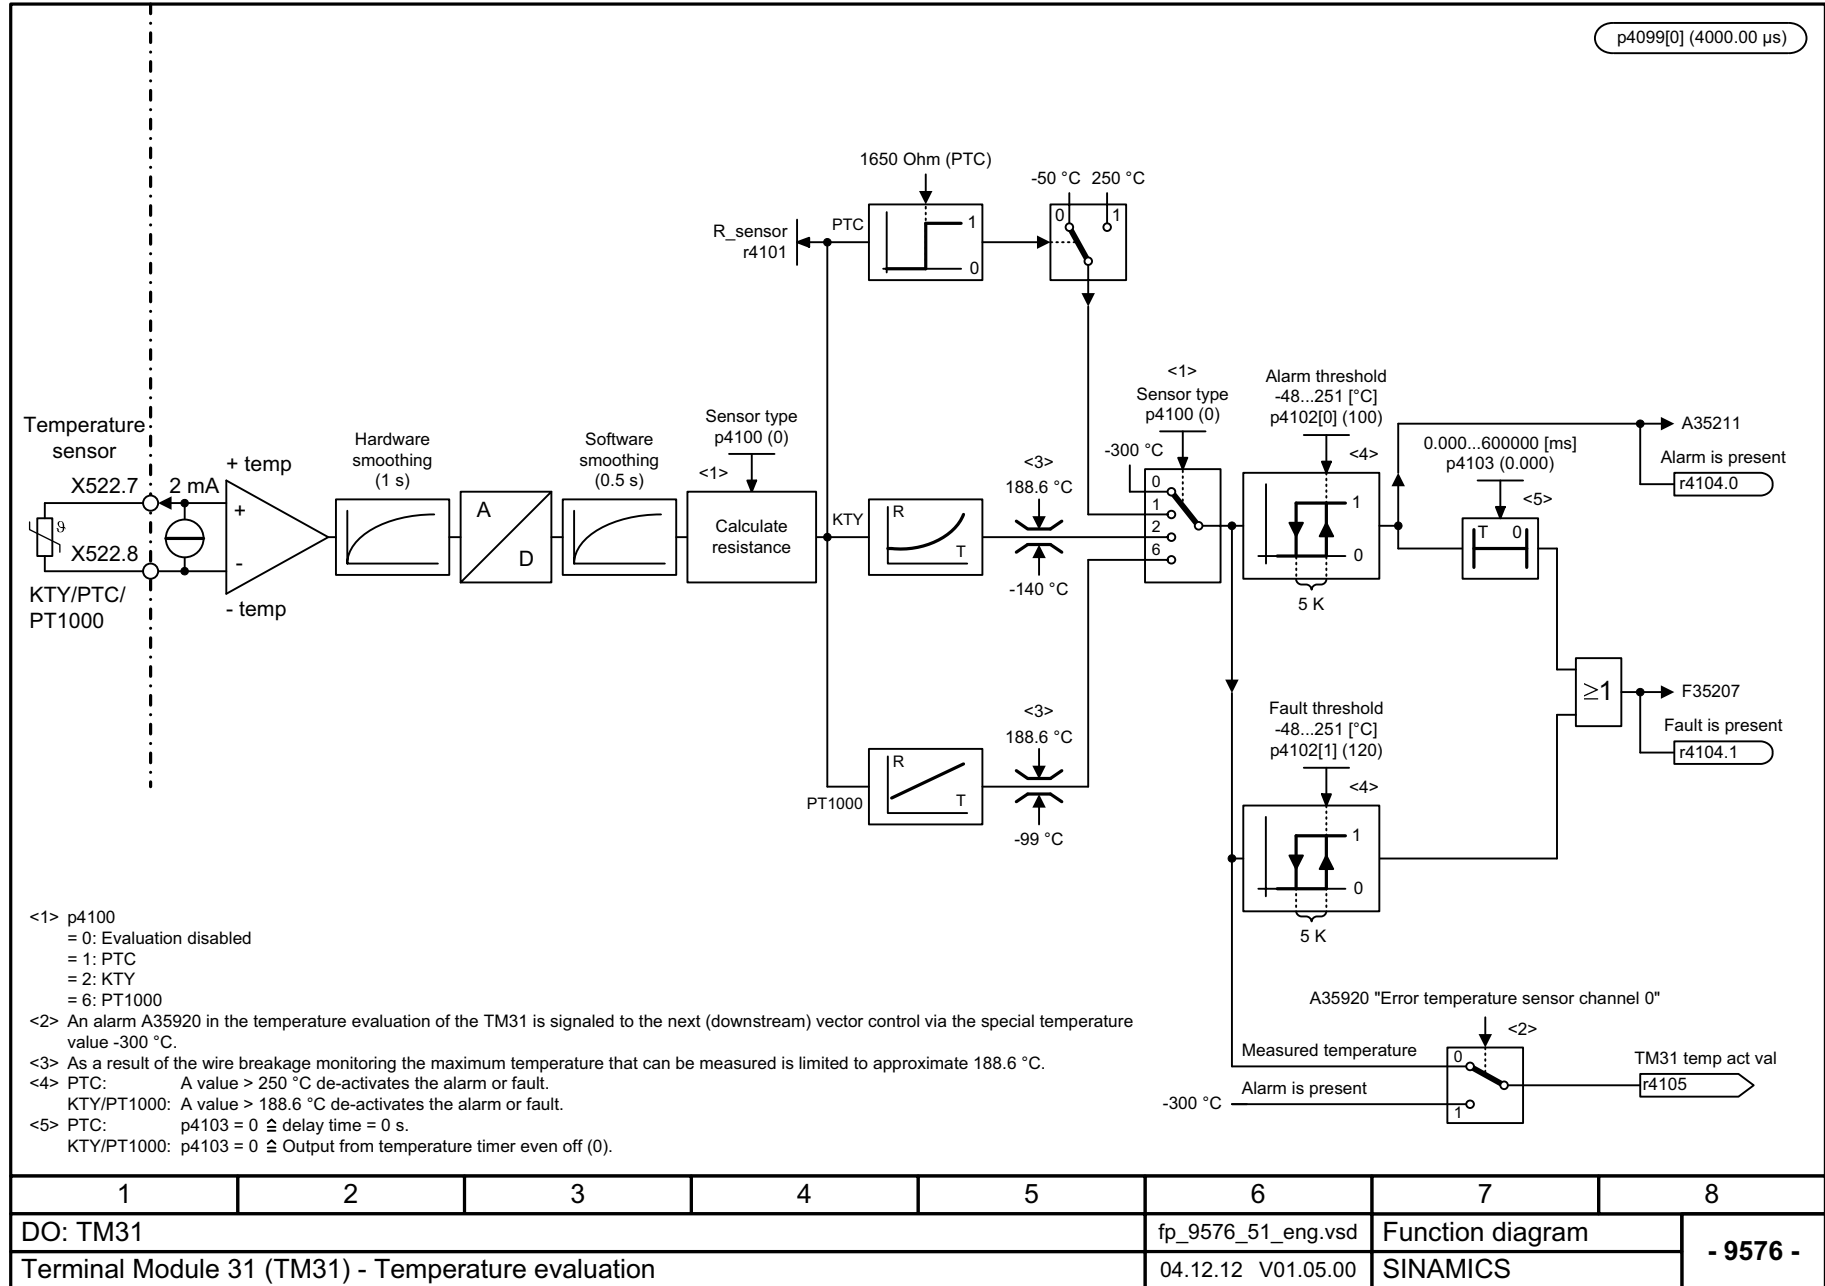 p4099[0] (4000.00 µs)
1650 Ohm (PTC)
-50 °C 250 °C
R_sensor
r4101
PTC
1
0
0
1
Temperature
sensor
X522.7
2 mA
ϑ
X522.8
KTY/PTC/
PT1000
+ temp
+
-
- temp
Hardware
smoothing
(1 s)
A
D
Software
smoothing
(0.5 s)
Sensor type
p4100 (0)
<1>
Calculate
resistance
KTY
R
T
<3>
188.6 °C
-140 °C
PT1000
R
T
<3>
188.6 °C
-99 °C
<1>
Sensor type
p4100 (0)
-300 °C
0
1
2
6
Alarm threshold
-48...251 [°C]
p4102[0] (100)
<4>
1
0
5 K
0.000...600000 [ms]
p4103 (0.000)
<5>
T 0
A35211
Alarm is present
r4104.0
Fault threshold
-48...251 [°C]
p4102[1] (120)
<4>
1
0
5 K
≥1
F35207
Fault is present
r4104.1
A35920 "Error temperature sensor channel 0"
<2>
Measured temperature
0
Alarm is present
-300 °C
1
TM31 temp act val
r4105
<1> p4100
= 0: Evaluation disabled
= 1: PTC
= 2: KTY
= 6: PT1000
<2> An alarm A35920 in the temperature evaluation of the TM31 is signaled to the next (downstream) vector control via the special temperature
value -300 °C.
<3> As a result of the wire breakage monitoring the maximum temperature that can be measured is limited to approximate 188.6 °C.
<4> PTC: A value > 250 °C de-activates the alarm or fault.
KTY/PT1000: A value > 188.6 °C de-activates the alarm or fault.
<5> PTC: p4103 = 0 ≙ delay time = 0 s.
KTY/PT1000: p4103 = 0 ≙ Output from temperature timer even off (0).
1 2 3 4 5 6 7 8
DO: TM31
fp_9576_51_eng.vsd
Function diagram
- 9576 -
Terminal Module 31 (TM31) - Temperature evaluation
04.12.12 V01.05.00
SINAMICS